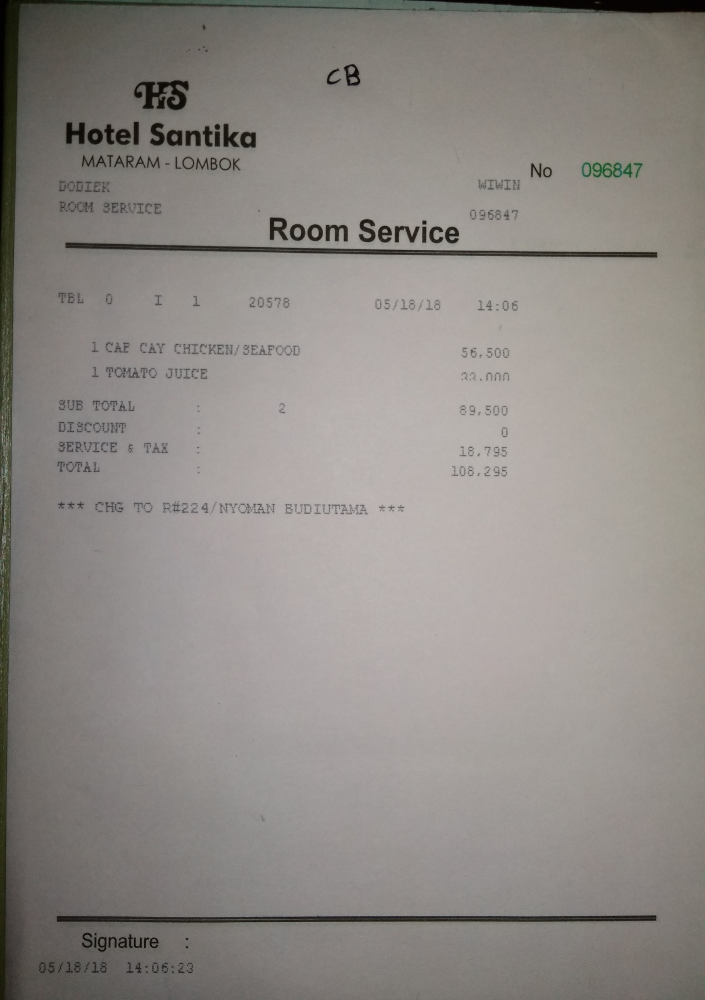 CB
HS
Hotel Santika
MATARAM - LOMBOK
No 096847
DODIEK WIWIN
ROOM SERVICE 096847
Room Service
TBL 0 I 1 20578 05/18/18 14:06
1 CAP CAY CHICKEN/SEAFOOD 56,500
1 TOMATO JUICE 33.000
SUB TOTAL : 2 89,500
DISCOUNT : 0
SERVICE & TAX : 18,795
TOTAL : 108,295
*** CHG TO R#224/NYOMAN BUDIUTAMA ***
Signature :
05/18/18 14:06:23